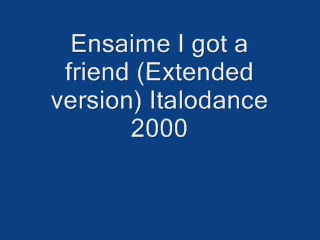 Ensaime I got a
friend (Extended
version) Italodance
2000